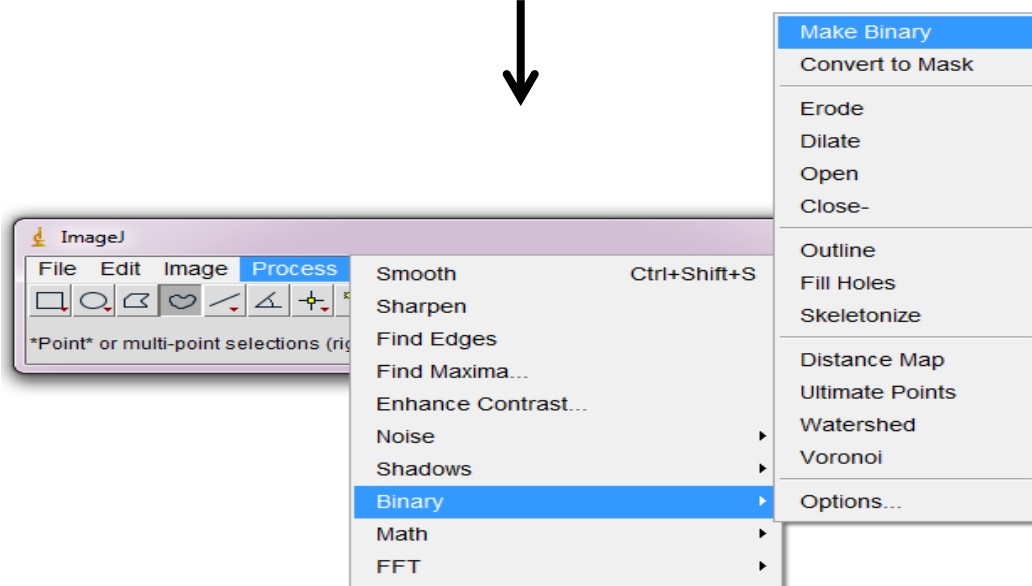 ImageJ
File Edit Image Process
*Point* or multi-point selections (rig
Smooth Ctrl+Shift+S
Sharpen
Find Edges
Find Maxima...
Enhance Contrast...
Noise
Shadows
Binary
Math
FFT
Make Binary
Convert to Mask
Erode
Dilate
Open
Close-
Outline
Fill Holes
Skeletonize
Distance Map
Ultimate Points
Watershed
Voronoi
Options...